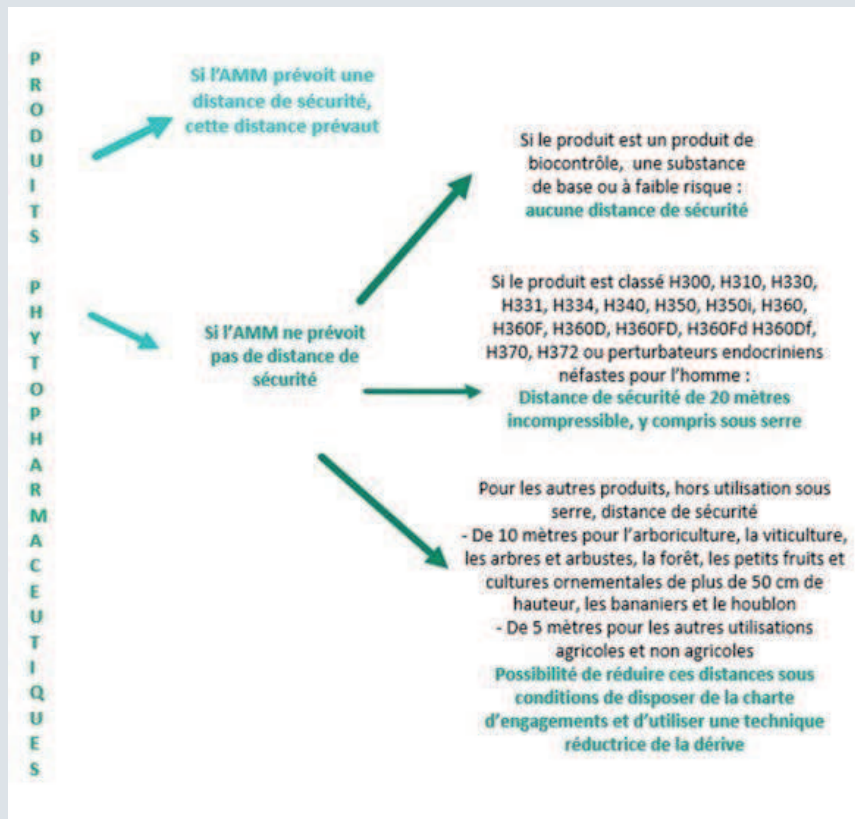 PRODUITS
PHYTOPHARMACEUTIQUES
Si l'AMM prévoit une
distance de sécurité,
cette distance prévaut
Si l'AMM ne prévoit
pas de distance de
sécurité
Si le produit est un produit de
biocontrôle, une substance
de base ou à faible risque :
aucune distance de sécurité
Si le produit est classé H300, H310, H330,
H331, H334, H340, H350, H350i, H360,
H360F, H360D, H360FD, H360Fd H360Df,
H370, H372 ou perturbateurs endocriniens
néfastes pour l'homme :
Distance de sécurité de 20 mètres
incompressible, y compris sous serre
Pour les autres produits, hors utilisation sous
serre, distance de sécurité
- De 10 mètres pour l'arboriculture, la viticulture,
les arbres et arbustes, la forêt, les petits fruits et
cultures ornementales de plus de 50 cm de
hauteur, les bananiers et le houblon
- De 5 mètres pour les autres utilisations
agricoles et non agricoles
Possibilité de réduire ces distances sous
conditions de disposer de la charte
d'engagements et d'utiliser une technique
réductrice de la dérive